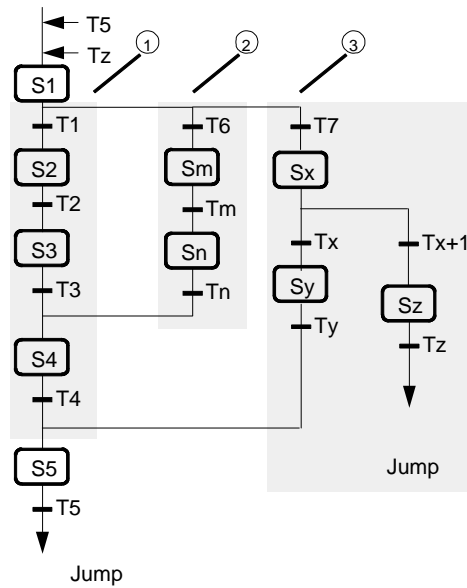 T5
Tz
① ② ③
S1
T1 T6 T7
S2 Sm Sx
T2 Tm Tx Tx+1
S3 Sn Sy Sz
T3 Tn Ty Tz
S4
T4
S5 Jump
T5
Jump